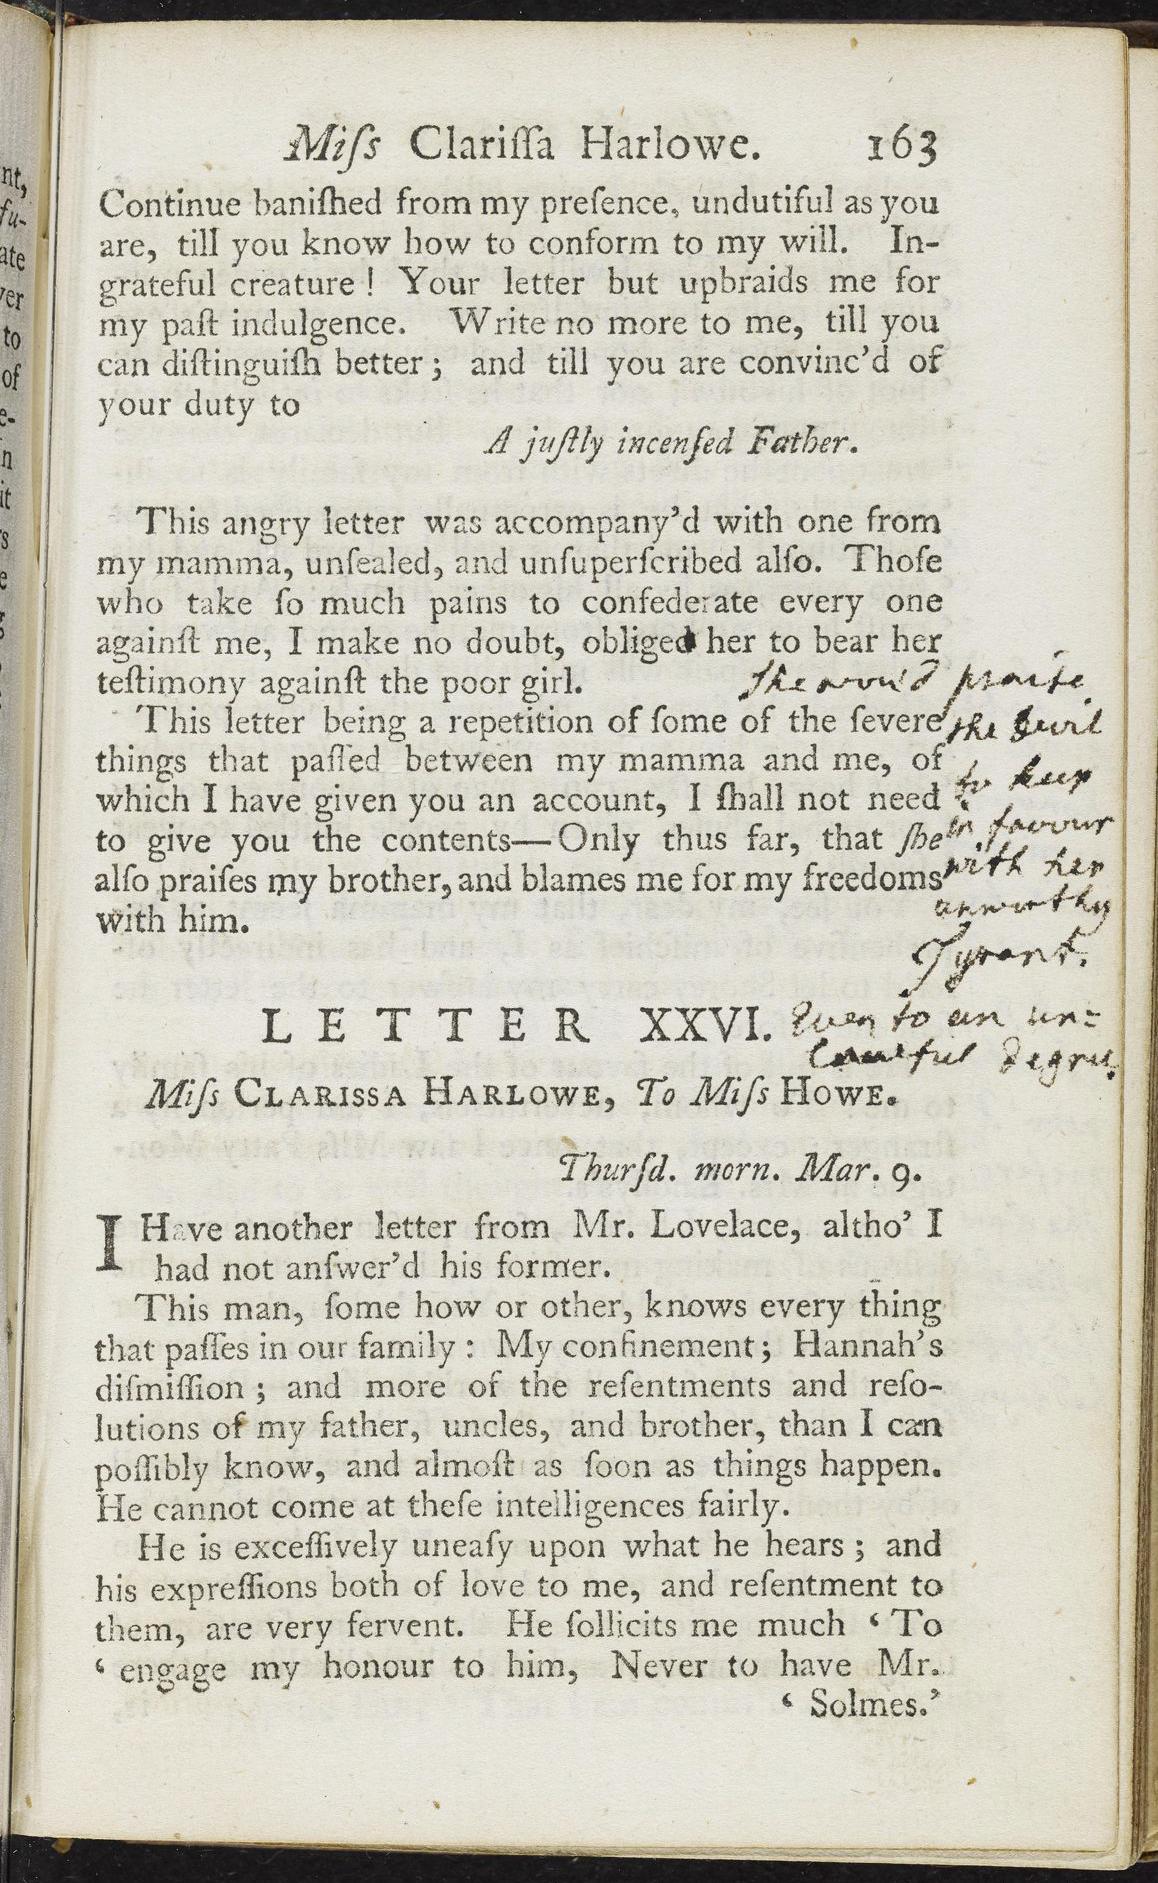 Miſs Clariſſa Harlowe. 163
Continue baniſhed from my preſence, undutiful as you
are, till you know how to conform to my will. In-
grateful creature! Your letter but upbraids me for
my paſt indulgence. Write no more to me, till you
can diſtinguiſh better; and till you are convinc'd of
your duty to
A juſtly incenſed Father.
This angry letter was accompany'd with one from
my mamma, unſealed, and unſuperſcribed alſo. Thoſe
who take ſo much pains to confederate every one
againſt me, I make no doubt, obliged her to bear her
teſtimony againſt the poor girl.
This letter being a repetition of ſome of the ſevere
things that paſſed between my mamma and me, of
which I have given you an account, I ſhall not need
to give you the contents—Only thus far, that ſhe
alſo praiſes my brother, and blames me for my freedoms
with him.
She wou'd praise
the Devil
to keep
in favour
with her
unworthy
Tyrant.
Even to an un=
lawful degree.
LETTER XXVI.
Miſs CLARISSA HARLOWE, To Miſs HOWE.
Thurſd. morn. Mar. 9.
I Have another letter from Mr. Lovelace, altho' I
had not anſwer'd his former.
This man, ſome how or other, knows every thing
that paſſes in our family: My confinement; Hannah's
diſmiſſion; and more of the reſentments and reſo-
lutions of my father, uncles, and brother, than I can
poſſibly know, and almoſt as ſoon as things happen.
He cannot come at theſe intelligences fairly.
He is exceſſively uneaſy upon what he hears; and
his expreſſions both of love to me, and reſentment to
them, are very fervent. He ſollicits me much ‘ To
‘ engage my honour to him, Never to have Mr.
‘ Solmes.’
nt,
ſu-
ate
ver
to
of
e-
n
it
s
e